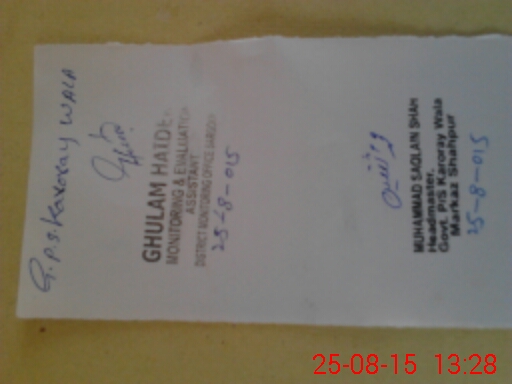 G.P.S. Karoray WALA
GHULAM HAIDER
MONITORING & EVALUATION
ASSISTANT
DISTRICT MONITORING OFFICE
25-8-015
MUHAMMAD SAQLAIN SHAH
Headmaster.
Govt. P/S Karoray Wala
Markaz Shahpur
25-8-015
25-08-15 13:28